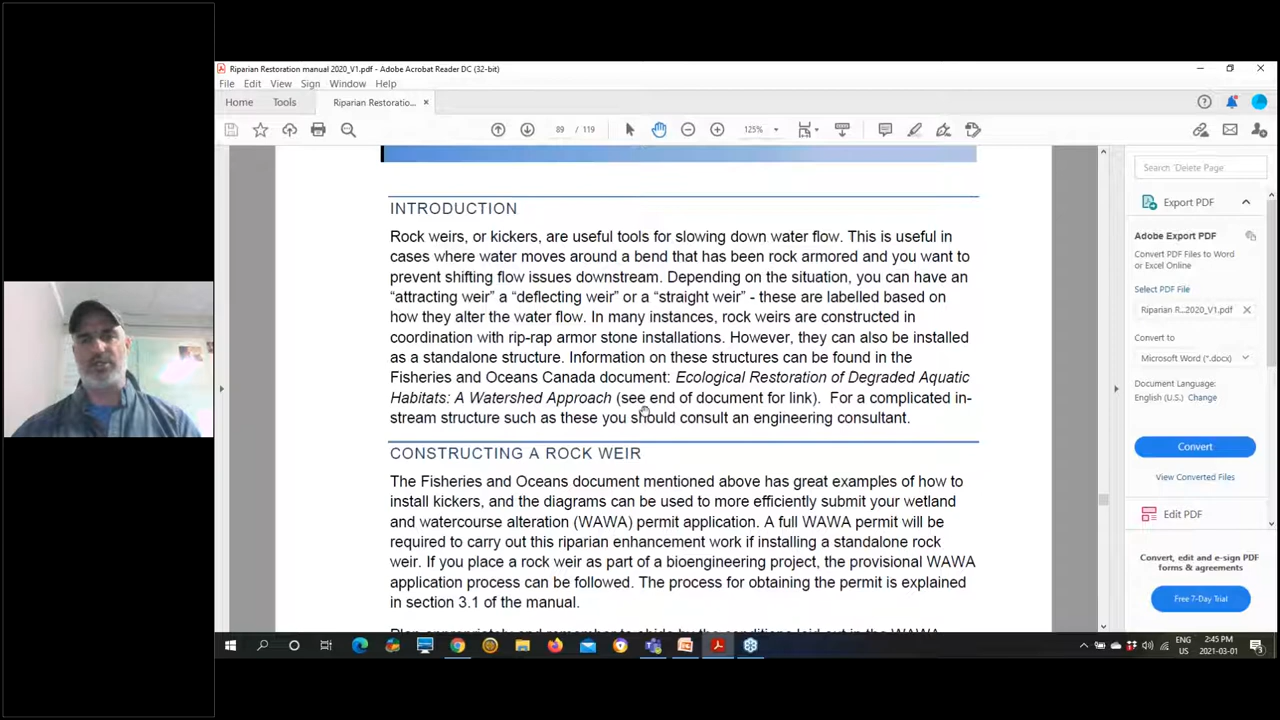 Riparian Restoration manual 2020_V1.pdf - Adobe Acrobat Reader DC (32-bit)
File Edit View Sign Window Help
Home Tools Riparian Restoratio... ×
89 / 119 125%
INTRODUCTION
Rock weirs, or kickers, are useful tools for slowing down water flow. This is useful in
cases where water moves around a bend that has been rock armored and you want to
prevent shifting flow issues downstream. Depending on the situation, you can have an
“attracting weir” a “deflecting weir” or a “straight weir” - these are labelled based on
how they alter the water flow. In many instances, rock weirs are constructed in
coordination with rip-rap armor stone installations. However, they can also be installed
as a standalone structure. Information on these structures can be found in the
Fisheries and Oceans Canada document: Ecological Restoration of Degraded Aquatic
Habitats: A Watershed Approach (see end of document for link). For a complicated in-
stream structure such as these you should consult an engineering consultant.
CONSTRUCTING A ROCK WEIR
The Fisheries and Oceans document mentioned above has great examples of how to
install kickers, and the diagrams can be used to more efficiently submit your wetland
and watercourse alteration (WAWA) permit application. A full WAWA permit will be
required to carry out this riparian enhancement work if installing a standalone rock
weir. If you place a rock weir as part of a bioengineering project, the provisional WAWA
application process can be followed. The process for obtaining the permit is explained
in section 3.1 of the manual.
Search 'Delete Page'
Export PDF
Adobe Export PDF
Convert PDF Files to Word
or Excel Online
Select PDF File
Riparian R...2020_V1.pdf ×
Convert to
Microsoft Word (*.docx)
Document Language:
English (U.S.) Change
Convert
View Converted Files
Edit PDF
Convert, edit and e-sign PDF
forms & agreements
Free 7-Day Trial
ENG
US
2:45 PM
2021-03-01
3